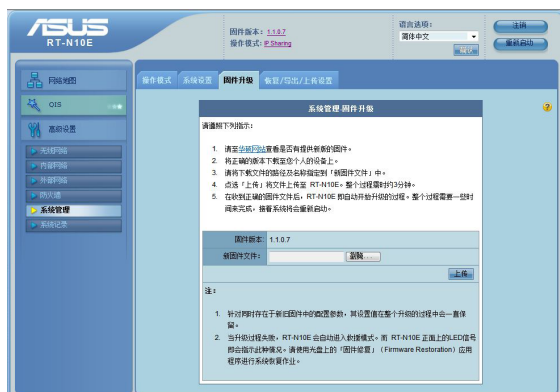 ASUS
RT-N10E
固件版本: 1.1.0.7
操作模式: IP Sharing
语言选项:
简体中文
注销
重新启动
网络地图
QIS
高级设置
无线网络
内部网络
外部网络
防火墙
系统管理
系统记录
操作模式 系统设置 固件升级 恢复/导出/上传设置
系统管理-固件升级
请遵照下列指示:
1. 请至华硕网站查看是否有提供新版的固件。
2. 将正确的版本下载至您个人的设备上。
3. 请将下载文件的路径及名称指定到「新固件文件」中。
4. 点选「上传」将文件上传至 RT-N10E。整个过程需时约3分钟。
5. 在收到正确的固件文件后，RT-N10E 即自动开始升级的过程。整个过程需要一些时
间来完成，接着系统将会重新启动。
固件版本: 1.1.0.7
新固件文件: 浏览...
上传
注:
1. 针对同时存在于新旧固件中的配置参数，其设置值在整个升级的过程中会一直保
留。
2. 当升级过程失败，RT-N10E 会自动进入救援模式。而 RT-N10E 正面上的LED信号
即会指示此种情况。请使用光盘上的「固件修复」（Firmware Restoration）应用
程序进行系统恢复作业。